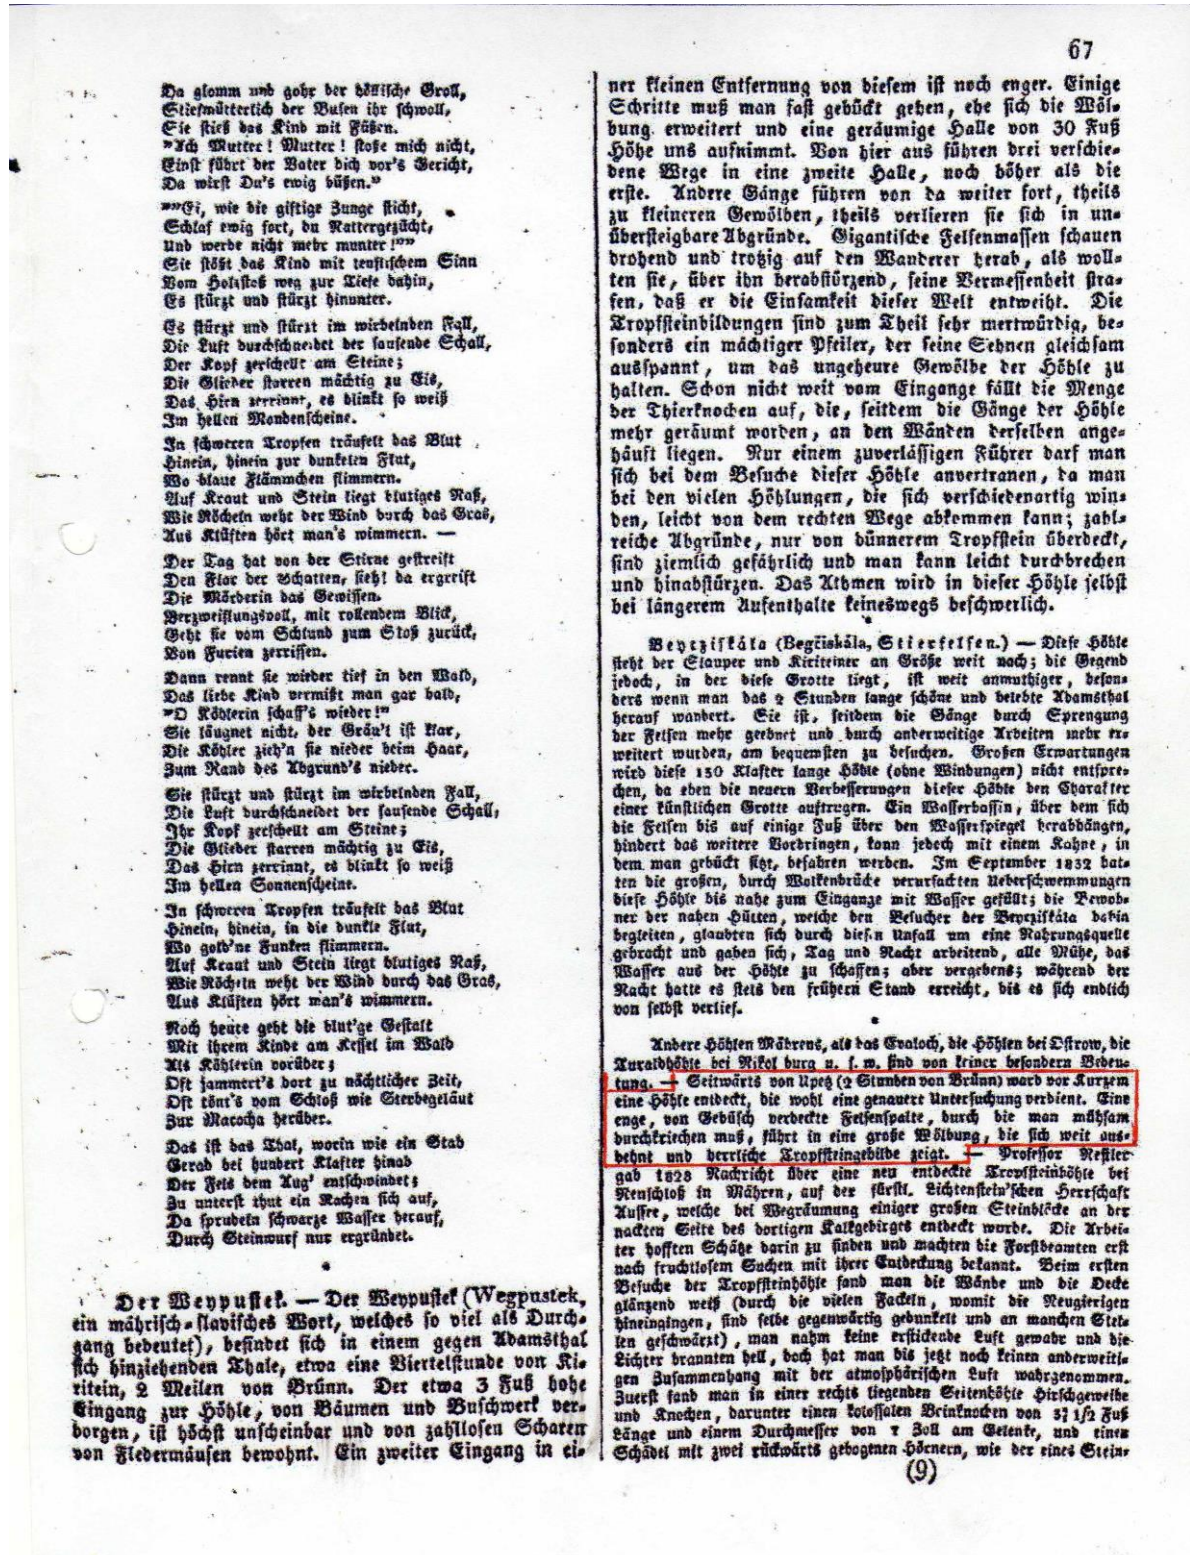 67
Da glomm und gohr der höllische Groll,
Stiefmütterlich der Busen ihr schwoll,
Sie stieß das Kind mit Füßen.
"Ach Mutter! Mutter! stoße mich nicht,
Einst führt der Vater dich vor's Gericht,
Da wirst Du's ewig büßen."
""Ei, wie die giftige Zunge sticht,
Schlaf ewig fort, du Natterngezücht,
Und werde nicht mehr munter!""
Sie stößt das Kind mit teuflischem Sinn
Vom Holzstoß weg zur Tiefe dahin,
Es stürzt und stürzt hinunter.
Es stürzt und stürzt im wirbelnden Fall,
Die Luft durchschneidet der sausende Schall,
Der Kopf zerschellt am Steine;
Die Glieder starren mächtig zu Eis,
Das Hirn zerrinnt, es blinkt so weiß
Im hellen Mondenscheine.
In schweren Tropfen träufelt das Blut
Hinein, hinein zur dunkelen Flut,
Wo blaue Flämmchen flimmern.
Auf Kraut und Stein liegt blutiges Naß,
Wie Röcheln weht der Wind durch das Gras,
Aus Klüften hört man's wimmern. —
Der Tag hat von der Stirne gestreift
Den Flor der Schatten, sieh! da ergreift
Die Mörderin das Gewissen.
Verzweiflungsvoll, mit rollendem Blick,
Geht sie vom Schlund zum Stoß zurück,
Von Furien zerrissen.
Dann rennt sie wieder tief in den Wald,
Das liebe Kind vermißt man gar bald,
"O Köhlerin schaff's wieder!"
Sie läugnet nicht, der Gräu'l ist klar,
Die Köhler zieh'n sie nieder beim Haar,
Zum Rand des Abgrund's nieder.
Sie stürzt und stürzt im wirbelnden Fall,
Die Luft durchschneidet der sausende Schall,
Ihr Kopf zerschellt am Steine;
Die Glieder starren mächtig zu Eis,
Das Hirn zerrinnt, es blinkt so weiß
Im hellen Sonnenscheine.
In schweren Tropfen träufelt das Blut
Hinein, hinein, in die dunkle Flut,
Wo gold'ne Funken flimmern.
Auf Kraut und Stein liegt blutiges Naß,
Wie Röcheln weht der Wind durch das Gras,
Aus Klüften hört man's wimmern.
Noch heute geht die blut'ge Gestalt
Mit ihrem Kinde am Kessel im Wald
Als Köhlerin vorüber;
Oft jammert's dort zu nächtlicher Zeit,
Oft tönt's vom Schloß wie Sterbegeläut
Zur Macocha herüber.
Das ist das Thal, worin wie ein Stab
Gerad bei hundert Klafter hinab
Der Fels dem Aug' entschwindet;
Zu unterst thut ein Rachen sich auf,
Da sprudeln schwarze Wasser herauf,
Durch Steinwurf nur ergründet.
Der Weypustek. — Der Weypustek (Wegpustek,
ein mährisch-slavisches Wort, welches so viel als Durch-
gang bedeutet), befindet sich in einem gegen Adamsthal
sich hinziehenden Thale, etwa eine Viertelstunde von Ki-
ritein, 2 Meilen von Brünn. Der etwa 3 Fuß hohe
Eingang zur Höhle, von Bäumen und Buschwerk ver-
borgen, ist höchst unscheinbar und von zahllosen Scharen
von Fledermäusen bewohnt. Ein zweiter Eingang in ei-
ner kleinen Entfernung von diesem ist noch enger. Einige
Schritte muß man fast gebückt gehen, ehe sich die Wöl-
bung erweitert und eine geräumige Halle von 30 Fuß
Höhe uns aufnimmt. Von hier aus führen drei verschie-
dene Wege in eine zweite Halle, noch höher als die
erste. Andere Gänge führen von da weiter fort, theils
zu kleineren Gewölben, theils verlieren sie sich in un-
übersteigbare Abgründe. Gigantische Felsenmassen schauen
drohend und trotzig auf den Wanderer herab, als woll-
ten sie, über ihn herabstürzend, seine Vermessenheit stra-
fen, daß er die Einsamkeit dieser Welt entweiht. Die
Tropfsteinbildungen sind zum Theil sehr merkwürdig, be-
sonders ein mächtiger Pfeiler, der seine Sehnen gleichsam
ausspannt, um das ungeheure Gewölbe der Höhle zu
halten. Schon nicht weit vom Eingange fällt die Menge
der Thierknochen auf, die, seitdem die Gänge der Höhle
mehr geräumt worden, an den Wänden derselben ange-
häuft liegen. Nur einem zuverlässigen Führer darf man
sich bei dem Besuche dieser Höhle anvertrauen, da man
bei den vielen Höhlungen, die sich verschiedenartig win-
den, leicht von dem rechten Wege abkommen kann; zahl-
reiche Abgründe, nur von dünnerem Tropfstein überdeckt,
sind ziemlich gefährlich und man kann leicht durchbrechen
und hinabstürzen. Das Athmen wird in dieser Höhle selbst
bei längerem Aufenthalte keineswegs beschwerlich.
Beyeziskála (Begčiskála, Stierfelsen.) — Diese Höhle
steht der Slauper und Kiriteiner an Größe weit nach; die Gegend
jedoch, in der diese Grotte liegt, ist weit anmuthiger, beson-
ders wenn man das 2 Stunden lange schöne und belebte Adamsthal
herauf wandert. Sie ist, seitdem die Gänge durch Sprengung
der Felsen mehr geebnet und durch anderweitige Arbeiten mehr er-
weitert wurden, am bequemsten zu besuchen. Großen Erwartungen
wird diese 150 Klafter lange Höhle (ohne Windungen) nicht entspre-
chen, da eben die neuern Verbesserungen dieser Höhle den Charakter
einer künstlichen Grotte auftrugen. Ein Wasserbassin, über dem sich
die Felsen bis auf einige Fuß über den Wasserspiegel herabhängen,
hindert das weitere Vordringen, kann jedoch mit einem Kahne, in
dem man gebückt sitzt, befahren werden. Im September 1832 hat-
ten die großen, durch Wolkenbrüche verursachten Ueberschwemmungen
diese Höhle bis nahe zum Eingange mit Wasser gefüllt; die Bewoh-
ner der nahen Hütten, welche den Besucher der Beyeziskála dahin
begleiten, glaubten sich durch diesen Unfall um eine Nahrungsquelle
gebracht und gaben sich, Tag und Nacht arbeitend, alle Mühe, das
Wasser aus der Höhle zu schaffen; aber vergebens; während der
Nacht hatte es stets den frühern Stand erreicht, bis es sich endlich
von selbst verlief.
Andere Höhlen Mährens, als das Evaloch, die Höhlen bei Ostrow, die
Turaldhöhle bei Nikolburg u. s. w. sind von keiner besondern Bedeu-
tung. — Seitwärts von Upetz (2 Stunden von Brünn) ward vor Kurzem
eine Höhle entdeckt, die wohl eine genauere Untersuchung verdient. Eine
enge, von Gebüsch verdeckte Felsenspalte, durch die man mühsam
durchkriechen muß, führt in eine große Wölbung, die sich weit aus-
dehnt und herrliche Tropfsteingebilde zeigt. — Professor Nestler
gab 1828 Nachricht über eine neu entdeckte Tropfsteinhöhle bei
Neuschloß in Mähren, auf der fürstl. Lichtenstein'schen Herrschaft
Aussee, welche bei Wegräumung einiger großen Steinblöcke an der
nackten Seite des dortigen Kalkgebirges entdeckt wurde. Die Arbei-
ter hofften Schätze darin zu finden und machten die Forstbeamten erst
nach fruchtlosem Suchen mit ihrer Entdeckung bekannt. Beim ersten
Besuche der Tropfsteinhöhle fand man die Wände und die Decke
glänzend weiß (durch die vielen Fackeln, womit die Neugierigen
hineingingen, sind selbe gegenwärtig gedunkelt und an manchen Stel-
len geschwärzt), man nahm keine erstickende Luft gewahr und die
Lichter brannten hell, doch hat man bis jetzt noch keinen anderweiti-
gen Zusammenhang mit der atmosphärischen Luft wahrgenommen.
Zuerst fand man in einer rechts liegenden Seitenhöhle Hirschgeweihe
und Knochen, darunter einen kolossalen Beinknochen von 1/2 Fuß
Länge und einem Durchmesser von Zoll am Gelenke, und einen
Schädel mit zwei rückwärts gebogenen Hörnern, wie der eines Stein-
(9)